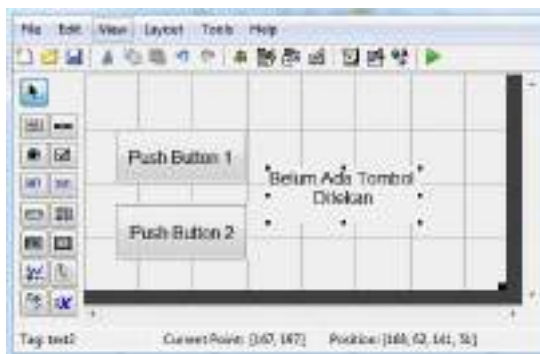 File Edit View Layout Tools Help
Push Button 1
Belum Ada Tombol
Ditekan
Push Button 2
Tag: text2 Current Point: [167, 167] Position: [168, 62, 141, 51]